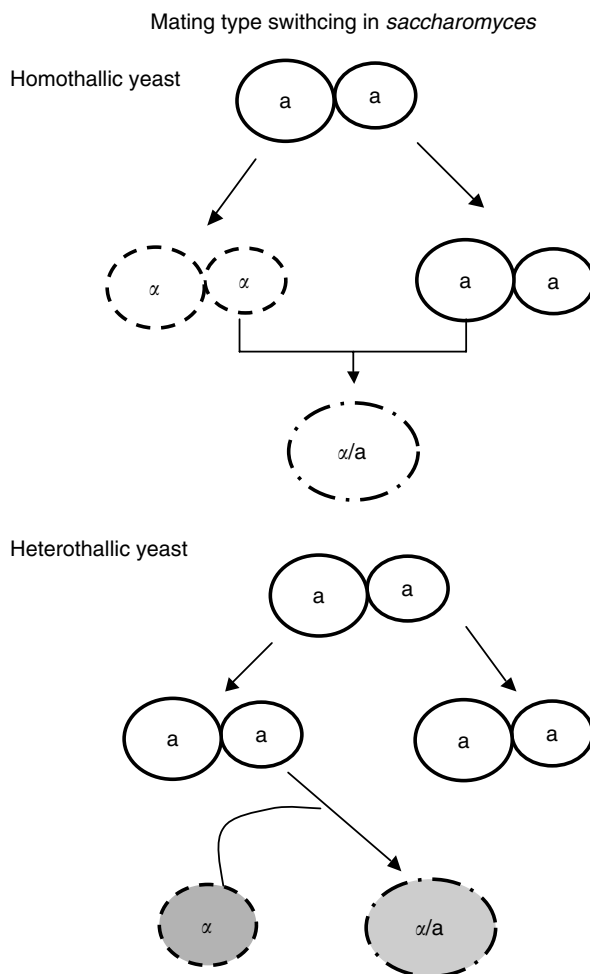 Mating type swithcing in saccharomyces
Homothallic yeast
a a
α α a a
α/a
Heterothallic yeast
a a
a a a a
α α/a